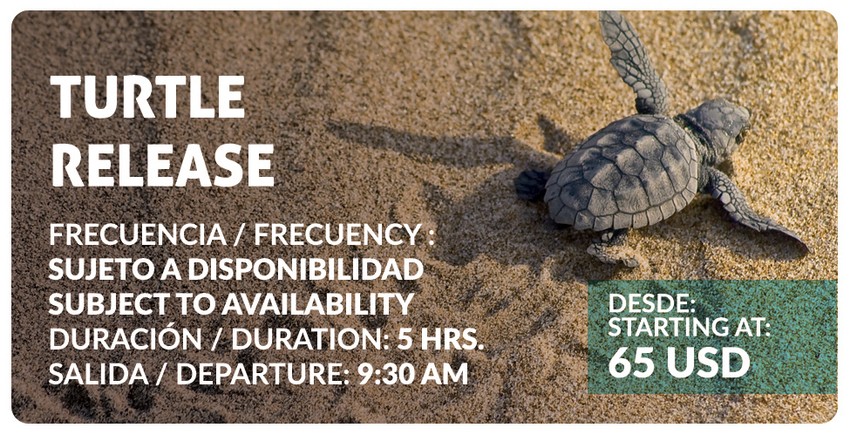 TURTLE
RELEASE
FRECUENCIA / FRECUENCY :
SUJETO A DISPONIBILIDAD
SUBJECT TO AVAILABILITY
DURACIÓN / DURATION: 5 HRS.
SALIDA / DEPARTURE: 9:30 AM
DESDE:
STARTING AT:
65 USD